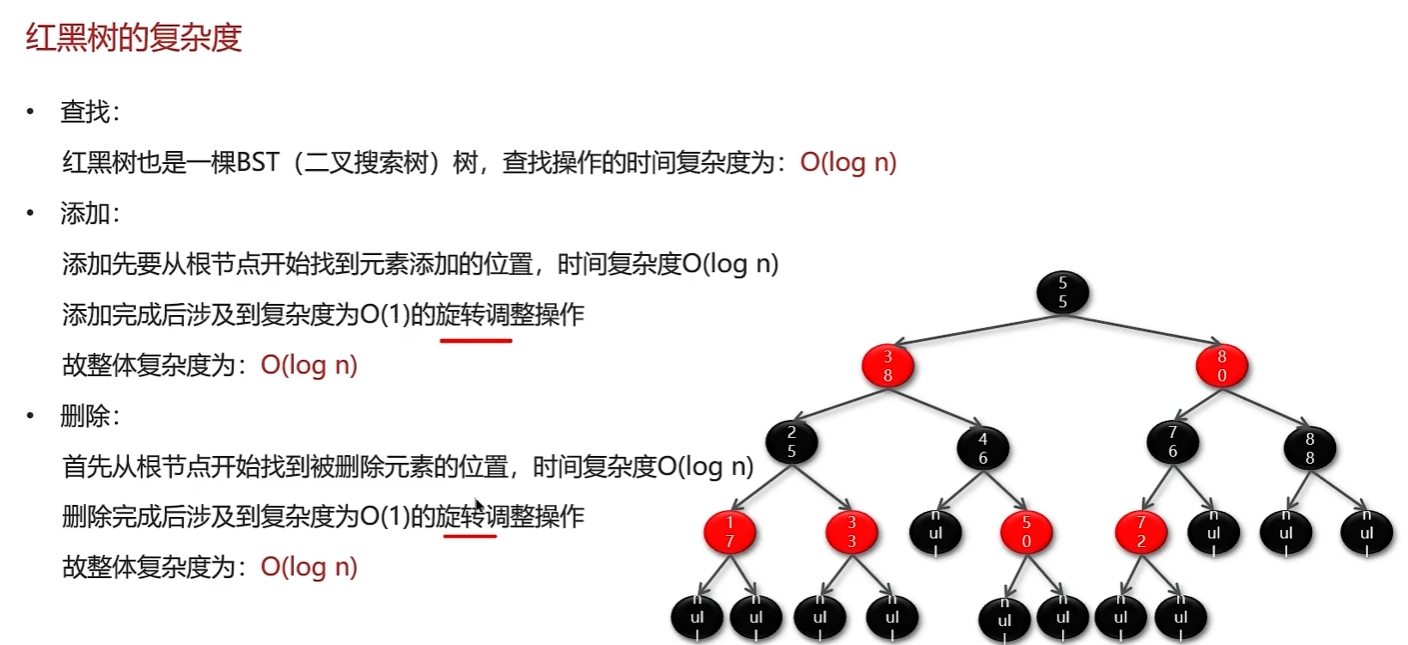 红黑树的复杂度
• 查找：
红黑树也是一棵BST（二叉搜索树）树，查找操作的时间复杂度为：O(log n)
• 添加：
添加先要从根节点开始找到元素添加的位置，时间复杂度O(log n)
添加完成后涉及到复杂度为O(1)的旋转调整操作
故整体复杂度为：O(log n)
• 删除：
首先从根节点开始找到被删除元素的位置，时间复杂度O(log n)
删除完成后涉及到复杂度为O(1)的旋转调整操作
故整体复杂度为：O(log n)
55
38 80
25 46 76 88
17 33 null 50 72 null null null
null null null null null null null null